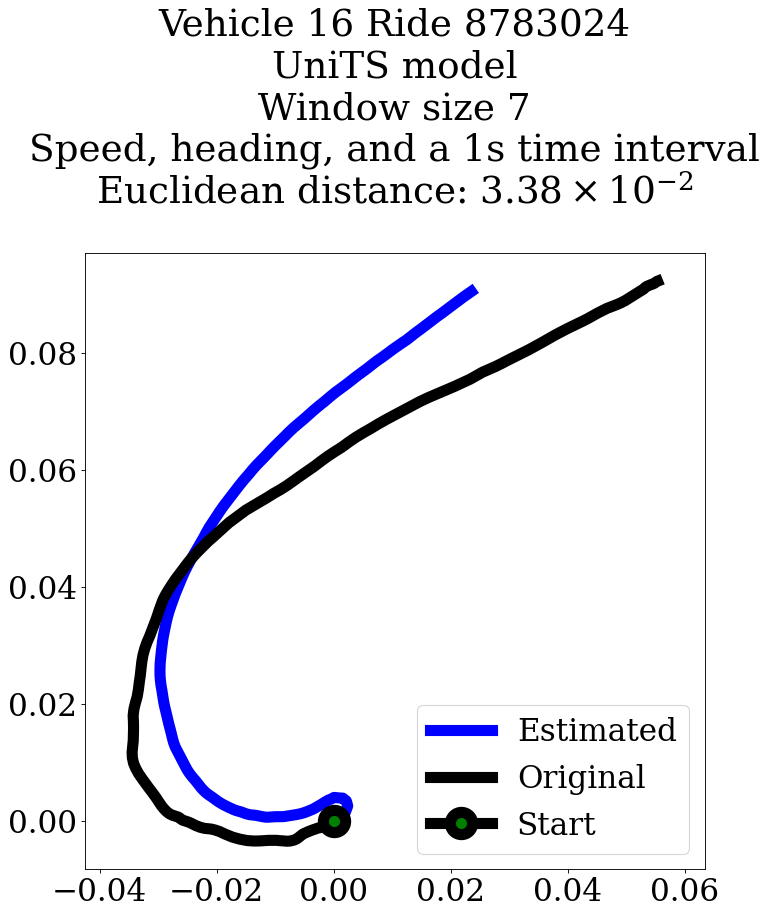 Vehicle 16 Ride 8783024
UniTS model
Window size 7
Speed, heading, and a 1s time interval
Euclidean distance: 3.38 × 10⁻²
0.08
0.06
0.04
0.02
0.00
Estimated
Original
Start
−0.04 −0.02 0.00 0.02 0.04 0.06